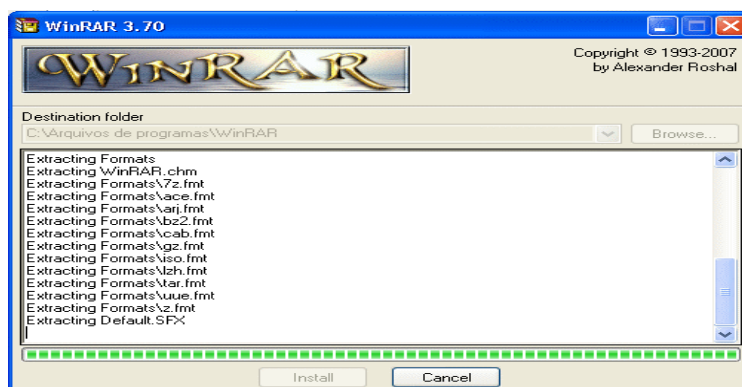 WinRAR 3.70
WINRAR
Copyright © 1993-2007
by Alexander Roshal
Destination folder
C:\Arquivos de programas\WinRAR
Browse...
Extracting Formats
Extracting WinRAR.chm
Extracting Formats\7z.fmt
Extracting Formats\ace.fmt
Extracting Formats\arj.fmt
Extracting Formats\bz2.fmt
Extracting Formats\cab.fmt
Extracting Formats\gz.fmt
Extracting Formats\iso.fmt
Extracting Formats\lzh.fmt
Extracting Formats\tar.fmt
Extracting Formats\uue.fmt
Extracting Formats\z.fmt
Extracting Default.SFX
Install
Cancel